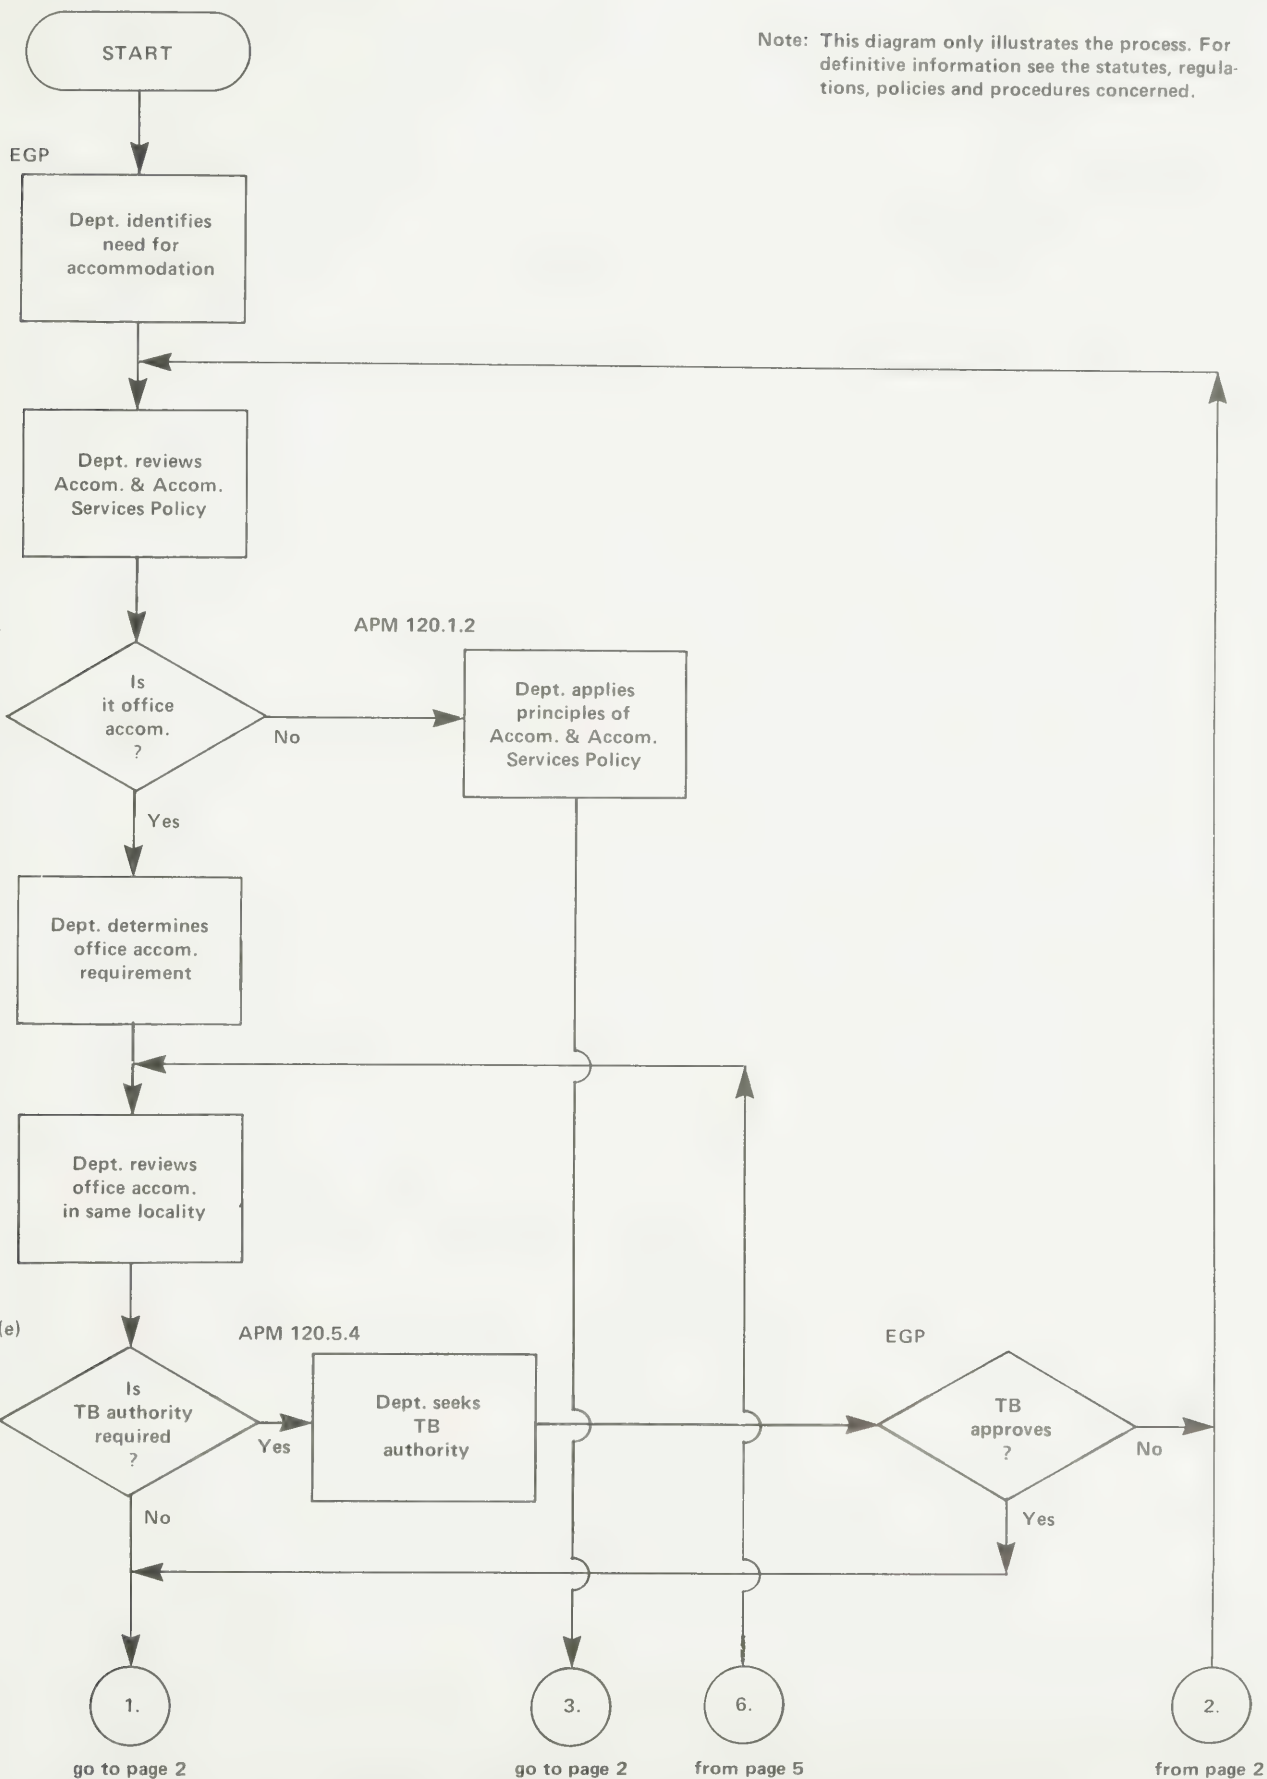 START
Note: This diagram only illustrates the process. For
definitive information see the statutes, regula-
tions, policies and procedures concerned.
EGP
Dept. identifies
need for
accommodation
Dept. reviews
Accom. & Accom.
Services Policy
APM 120.1.2
Is
it office
accom.
?
No
Dept. applies
principles of
Accom. & Accom.
Services Policy
Yes
Dept. determines
office accom.
requirement
Dept. reviews
office accom.
in same locality
(e)
APM 120.5.4
EGP
Is
TB authority
required
?
Yes
Dept. seeks
TB
authority
TB
approves
?
No
No
Yes
1.
3.
6.
2.
go to page 2
go to page 2
from page 5
from page 2